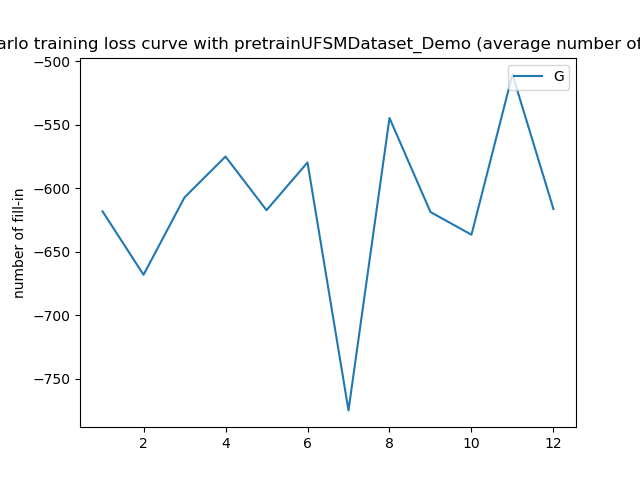 arlo training loss curve with pretrainUFSMDataset_Demo (average number of
G
number of fill-in
−500
−550
−600
−650
−700
−750
2 4 6 8 10 12